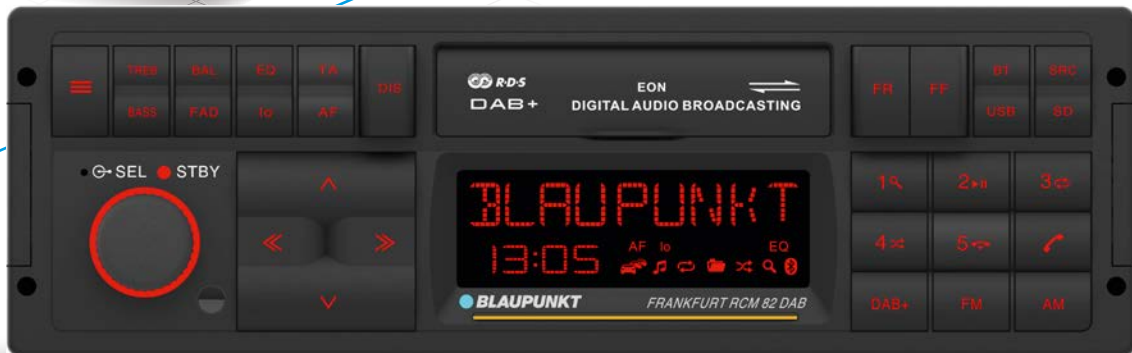 TREB BAL EQ TA DIS
BASS FAD lo AF
R·D·S
DAB+
EON
DIGITAL AUDIO BROADCASTING
FR FF BT SRC
USB SD
SEL STBY
BLAUPUNKT
AF lo EQ
13:05
BLAUPUNKT FRANKFURT RCM 82 DAB
1 2 3
4 5
DAB+ FM AM